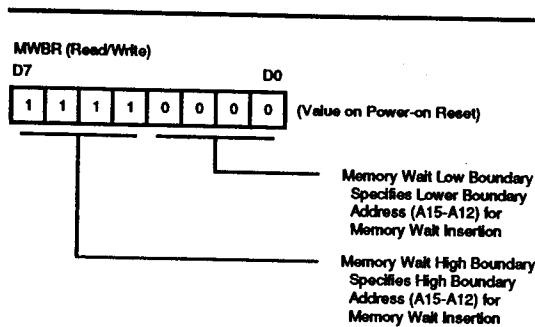 MWBR (Read/Write)
D7 D0
1 1 1 1 0 0 0 0 (Value on Power-on Reset)
Memory Wait Low Boundary
Specifies Lower Boundary
Address (A15-A12) for
Memory Wait Insertion
Memory Wait High Boundary
Specifies High Boundary
Address (A15-A12) for
Memory Wait Insertion